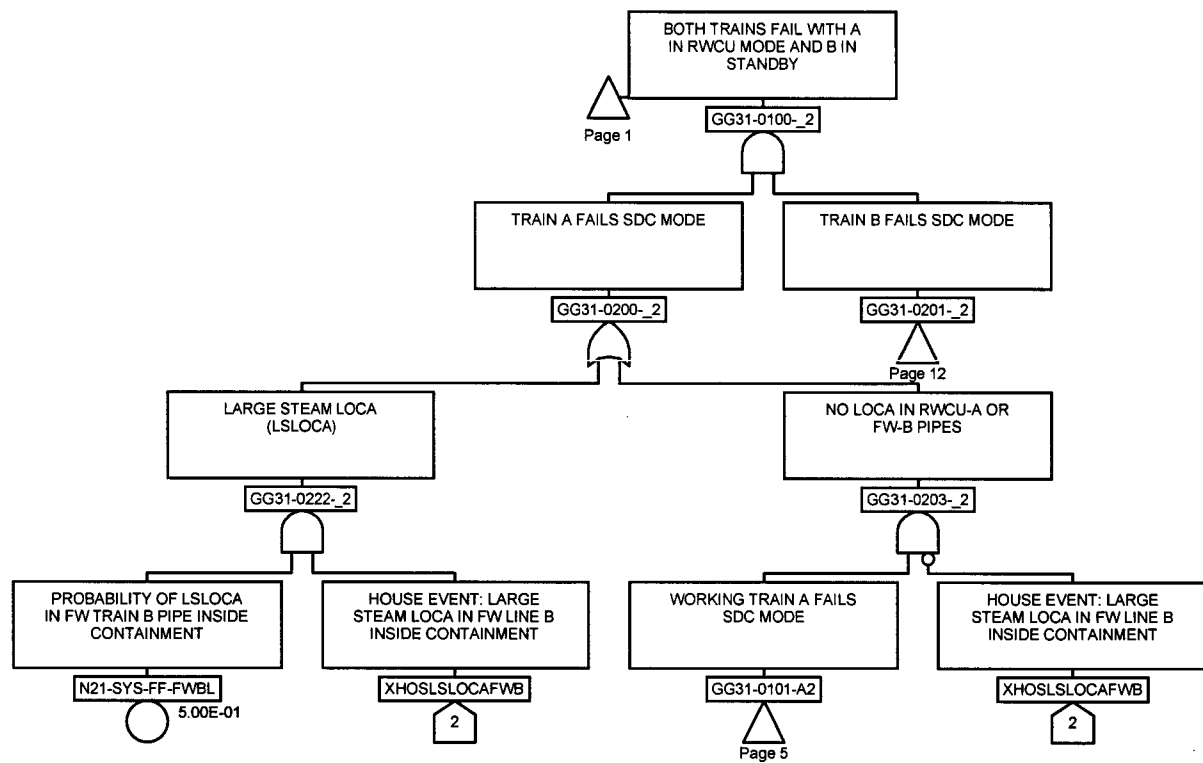 BOTH TRAINS FAIL WITH A
IN RWCU MODE AND B IN
STANDBY
Page 1
GG31-0100-_2
TRAIN A FAILS SDC MODE
GG31-0200-_2
TRAIN B FAILS SDC MODE
GG31-0201-_2
Page 12
LARGE STEAM LOCA
(LSLOCA)
GG31-0222-_2
NO LOCA IN RWCU-A OR
FW-B PIPES
GG31-0203-_2
PROBABILITY OF LSLOCA
IN FW TRAIN B PIPE INSIDE
CONTAINMENT
N21-SYS-FF-FWBL
5.00E-01
HOUSE EVENT: LARGE
STEAM LOCA IN FW LINE B
INSIDE CONTAINMENT
XHOSLSLOCAFWB
2
WORKING TRAIN A FAILS
SDC MODE
GG31-0101-A2
Page 5
HOUSE EVENT: LARGE
STEAM LOCA IN FW LINE B
INSIDE CONTAINMENT
XHOSLSLOCAFWB
2